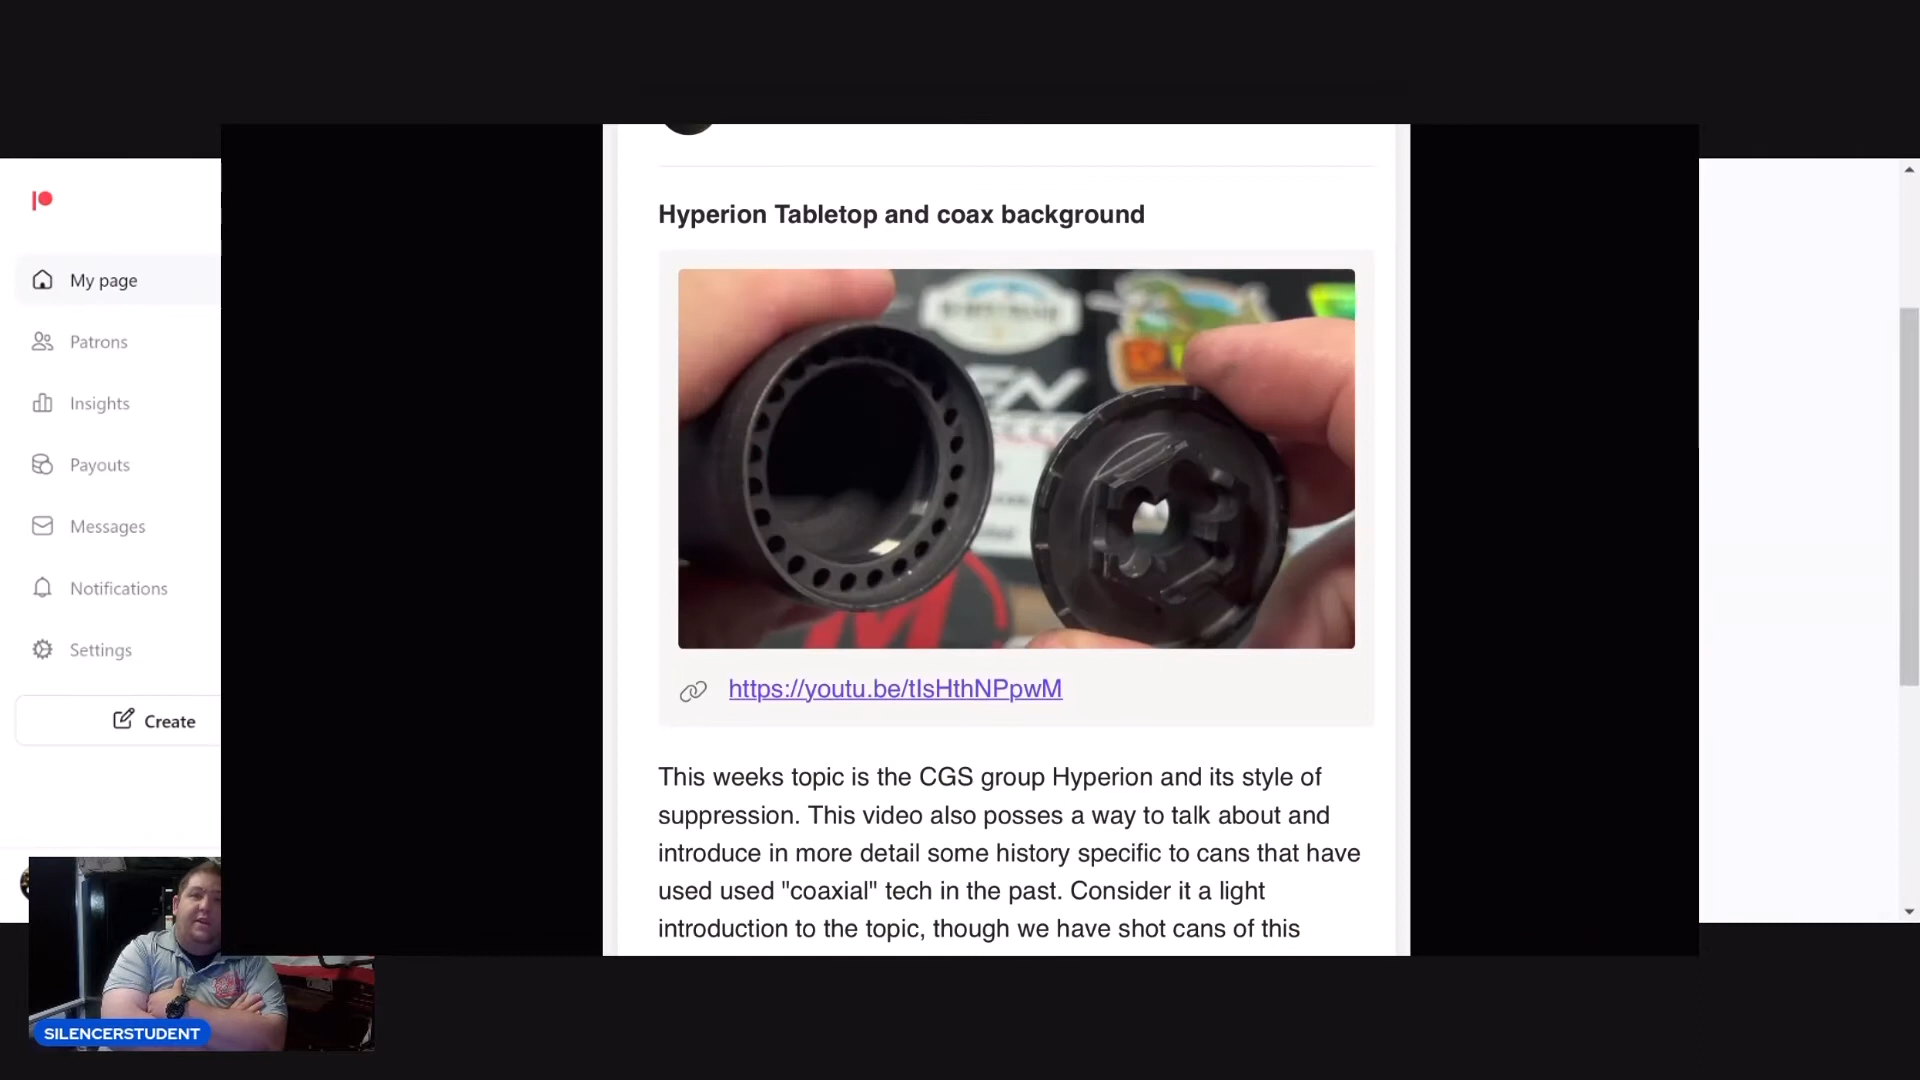 Hyperion Tabletop and coax background
My page
Patrons
Insights
Payouts
Messages
Notifications
Settings
Create
https://youtu.be/tIsHthNPpwM
This weeks topic is the CGS group Hyperion and its style of
suppression. This video also posses a way to talk about and
introduce in more detail some history specific to cans that have
used used "coaxial" tech in the past. Consider it a light
introduction to the topic, though we have shot cans of this
SILENCERSTUDENT